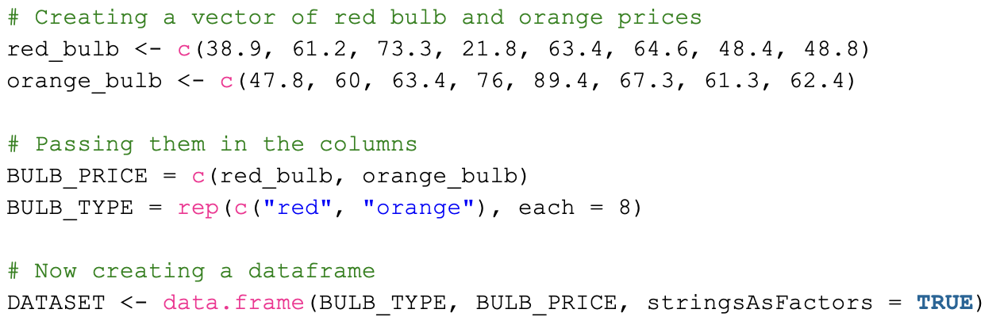 # Creating a vector of red bulb and orange prices
red_bulb <- c(38.9, 61.2, 73.3, 21.8, 63.4, 64.6, 48.4, 48.8)
orange_bulb <- c(47.8, 60, 63.4, 76, 89.4, 67.3, 61.3, 62.4)
# Passing them in the columns
BULB_PRICE = c(red_bulb, orange_bulb)
BULB_TYPE = rep(c("red", "orange"), each = 8)
# Now creating a dataframe
DATASET <- data.frame(BULB_TYPE, BULB_PRICE, stringsAsFactors = TRUE)